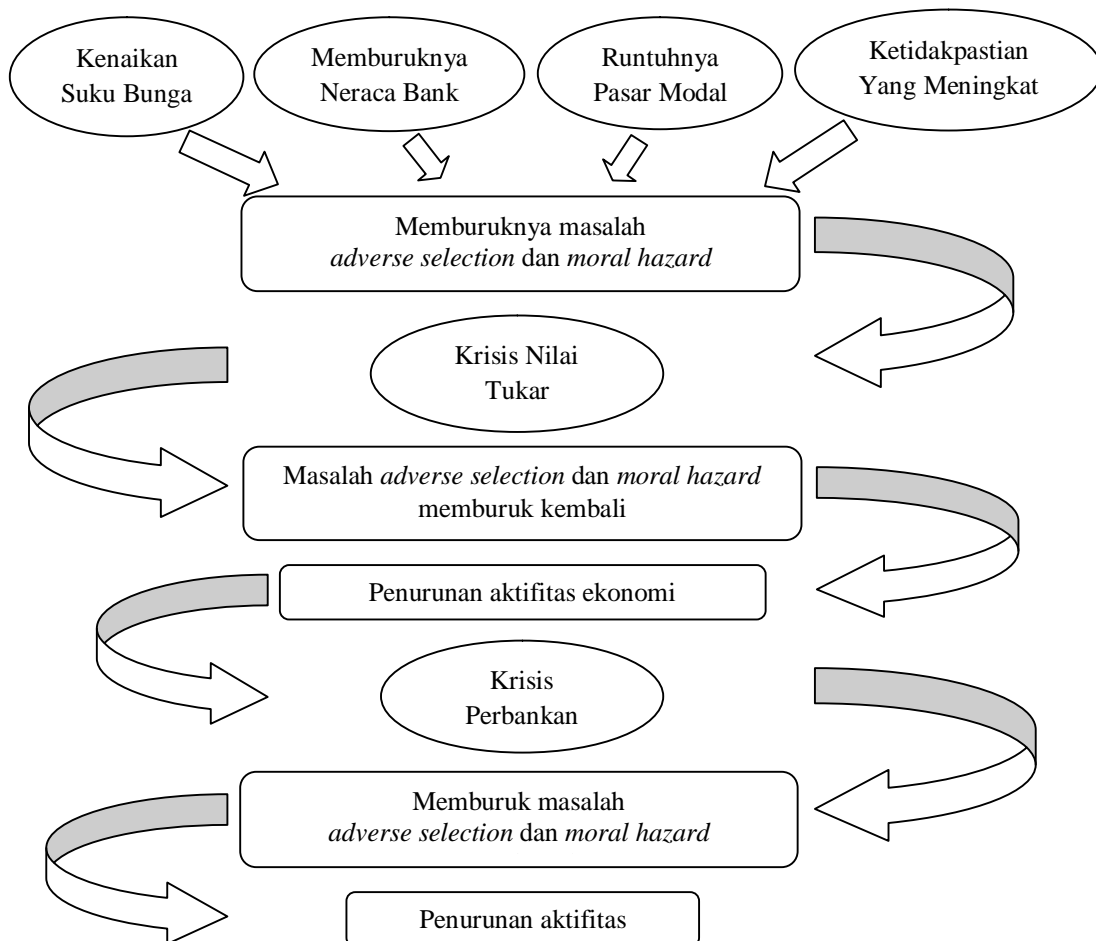 Kenaikan
Suku Bunga
Memburuknya
Neraca Bank
Runtuhnya
Pasar Modal
Ketidakpastian
Yang Meningkat
Memburuknya masalah
adverse selection dan moral hazard
Krisis Nilai
Tukar
Masalah adverse selection dan moral hazard
memburuk kembali
Penurunan aktifitas ekonomi
Krisis
Perbankan
Memburuk masalah
adverse selection dan moral hazard
Penurunan aktifitas